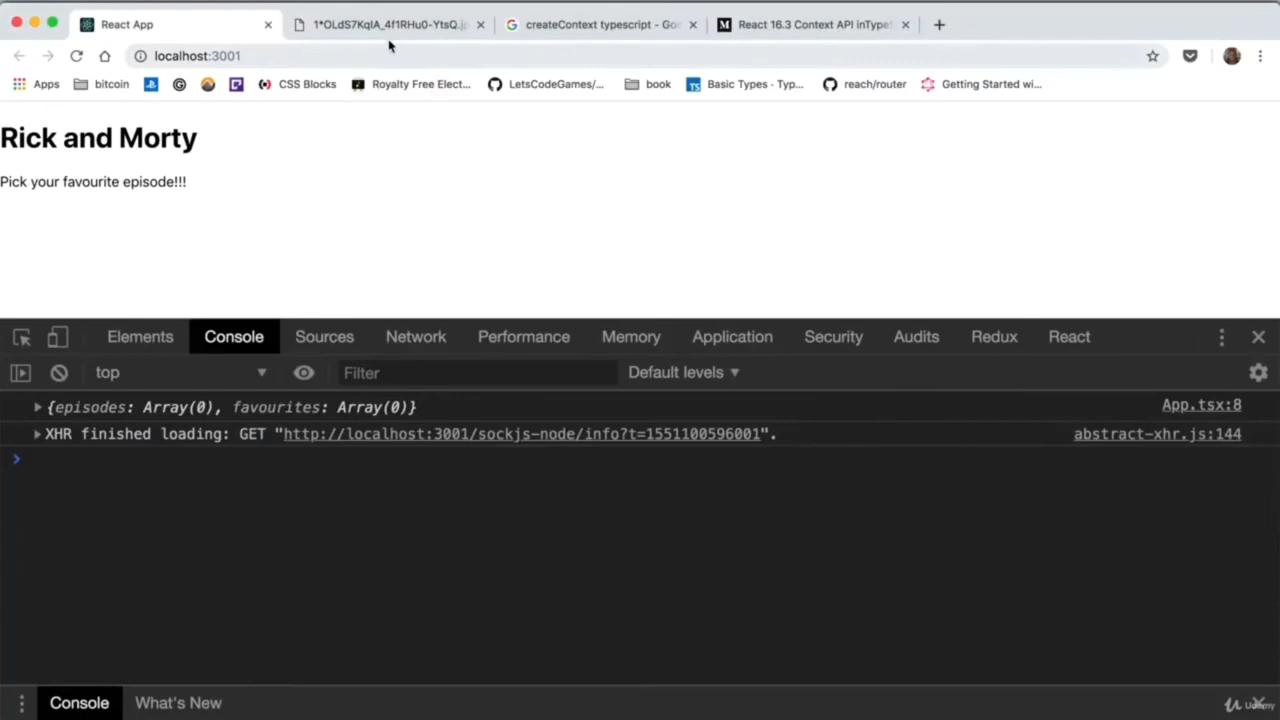 React App
1*OLdS7KqIA_4f1RHu0-YtsQ.j
createContext typescript - Goo
React 16.3 Context API inType
localhost:3001
Apps
bitcoin
CSS Blocks
Royalty Free Elect...
LetsCodeGames/...
book
TS
Basic Types · Typ...
reach/router
Getting Started wi...
Rick and Morty
Pick your favourite episode!!!
Elements Console Sources Network Performance Memory Application Security Audits Redux React
top
Filter
Default levels ▼
{episodes: Array(0), favourites: Array(0)}
App.tsx:8
XHR finished loading: GET "http://localhost:3001/sockjs-node/info?t=1551100596001".
abstract-xhr.js:144
Console
What's New
Udemy